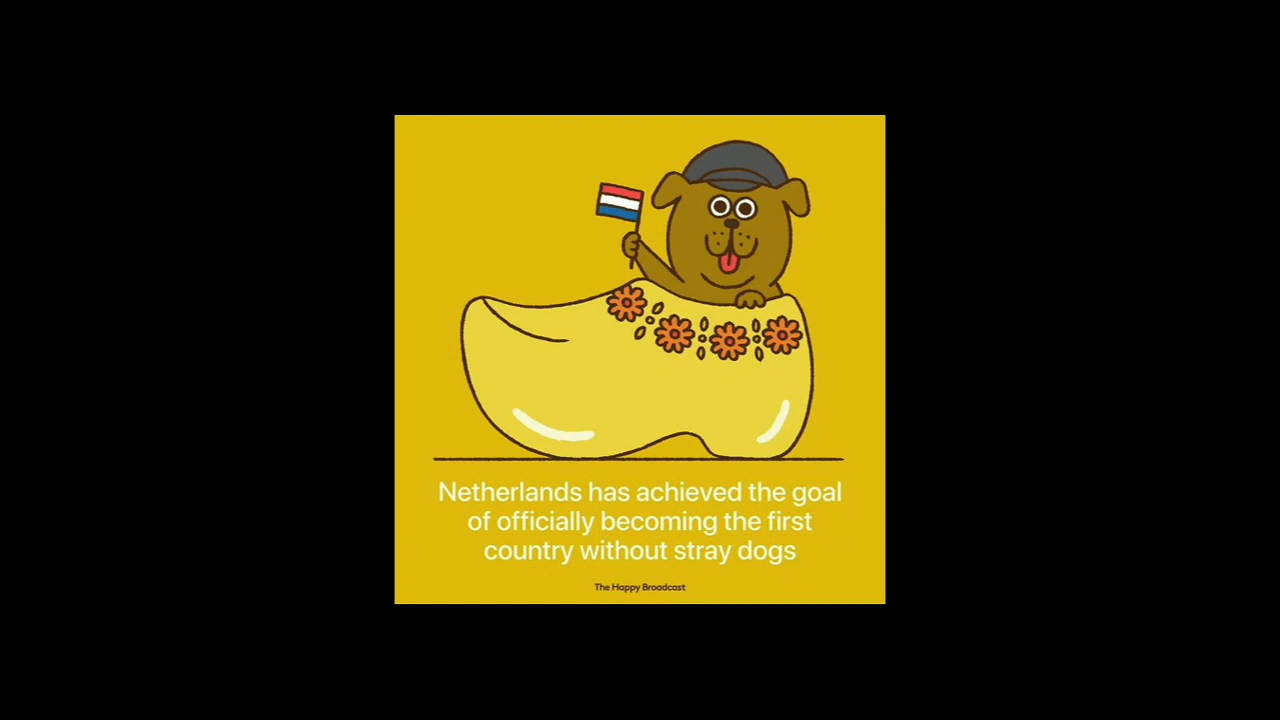 Netherlands has achieved the goal
of officially becoming the first
country without stray dogs
The Happy Broadcast